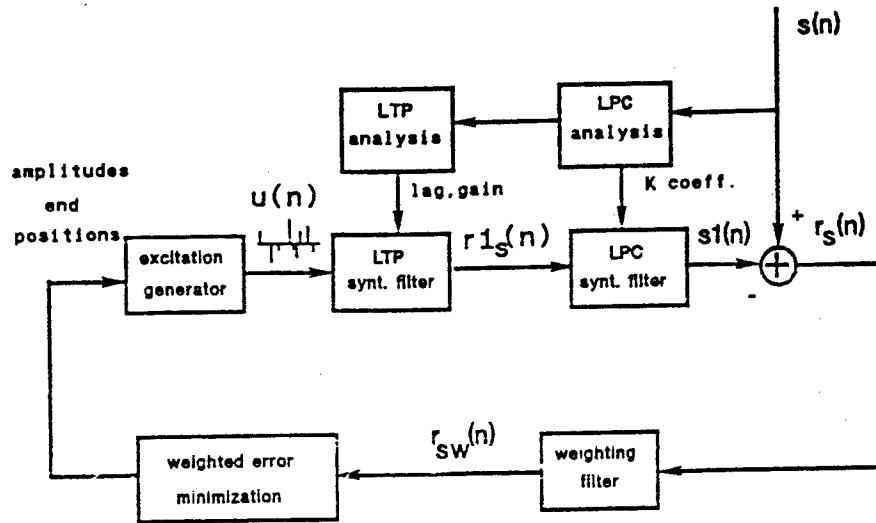 s(n)
LTP
analysis
LPC
analysis
amplitudes
end
positions
u(n)
lag,gain
K coeff.
excitation
generator
LTP
synt. filter
r1s(n)
LPC
synt. filter
s1(n)
+
rs(n)
+
-
weighted error
minimization
rsw(n)
weighting
filter